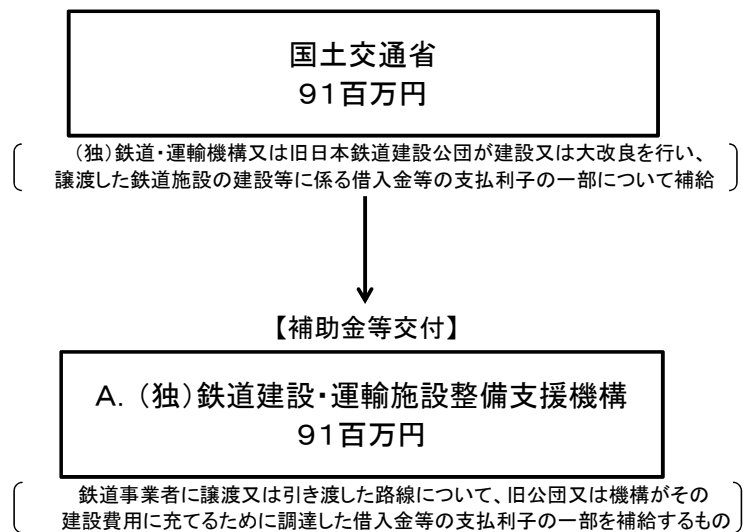 国土交通省
91百万円
(独)鉄道・運輸機構又は旧日本鉄道建設公団が建設又は大改良を行い、
譲渡した鉄道施設の建設等に係る借入金等の支払利子の一部について補給
【補助金等交付】
A.(独)鉄道建設・運輸施設整備支援機構
91百万円
鉄道事業者に譲渡又は引き渡した路線について、旧公団又は機構がその
建設費用に充てるために調達した借入金等の支払利子の一部を補給するもの